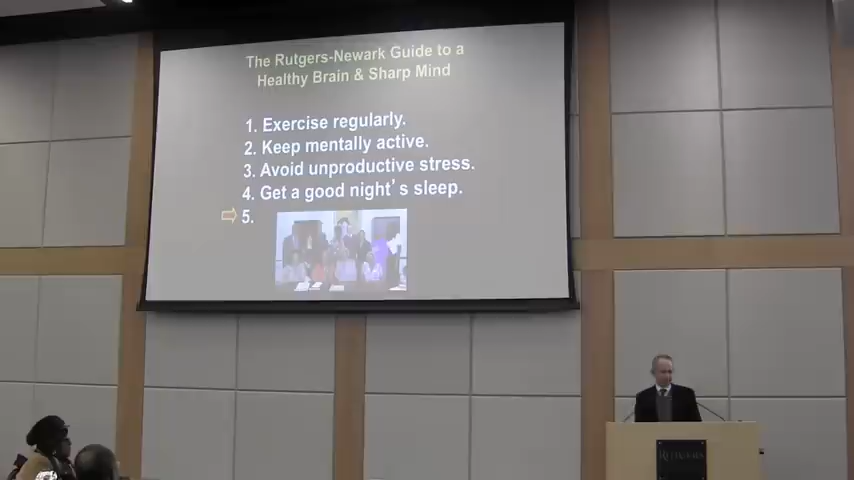 The Rutgers-Newark Guide to a
Healthy Brain & Sharp Mind
1. Exercise regularly.
2. Keep mentally active.
3. Avoid unproductive stress.
4. Get a good night's sleep.
5.
RUTGERS